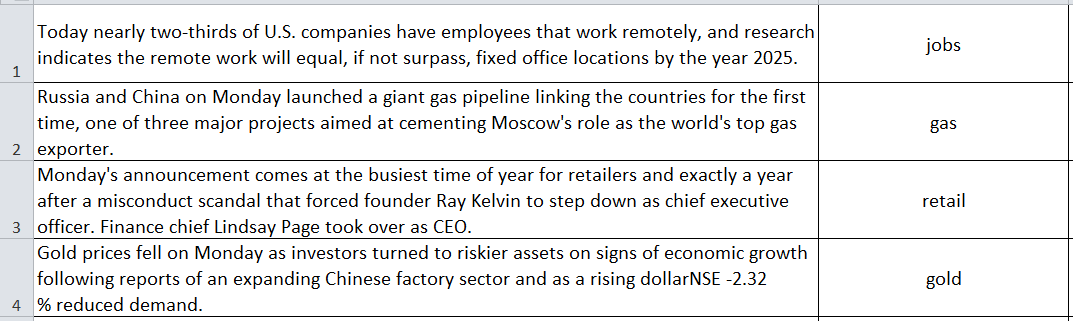 Today nearly two-thirds of U.S. companies have employees that work remotely, and research
indicates the remote work will equal, if not surpass, fixed office locations by the year 2025.
jobs
1
Russia and China on Monday launched a giant gas pipeline linking the countries for the first
time, one of three major projects aimed at cementing Moscow's role as the world's top gas
exporter.
gas
2
Monday's announcement comes at the busiest time of year for retailers and exactly a year
after a misconduct scandal that forced founder Ray Kelvin to step down as chief executive
officer. Finance chief Lindsay Page took over as CEO.
retail
3
Gold prices fell on Monday as investors turned to riskier assets on signs of economic growth
following reports of an expanding Chinese factory sector and as a rising dollarNSE -2.32
% reduced demand.
gold
4